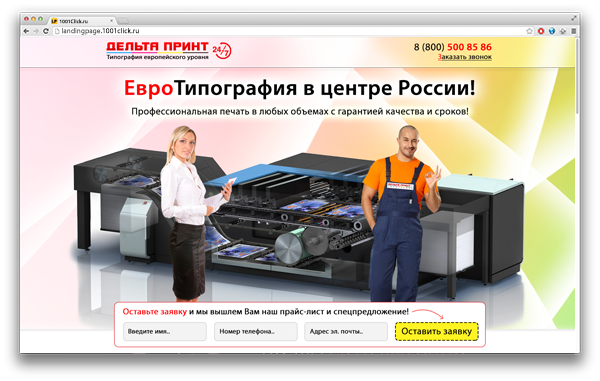 1001Click.ru
landingpage.1001click.ru
ДЕЛЬТА ПРИНТ 24/7
Типография европейского уровня
8 (800) 500 85 86
Заказать звонок
ЕвроТипография в центре России!
Профессиональная печать в любых объемах с гарантией качества и сроков!
Оставьте заявку и мы вышлем Вам наш прайс-лист и спецпредложение!
Введите имя..
Номер телефона..
Адрес эл. почты..
Оставить заявку